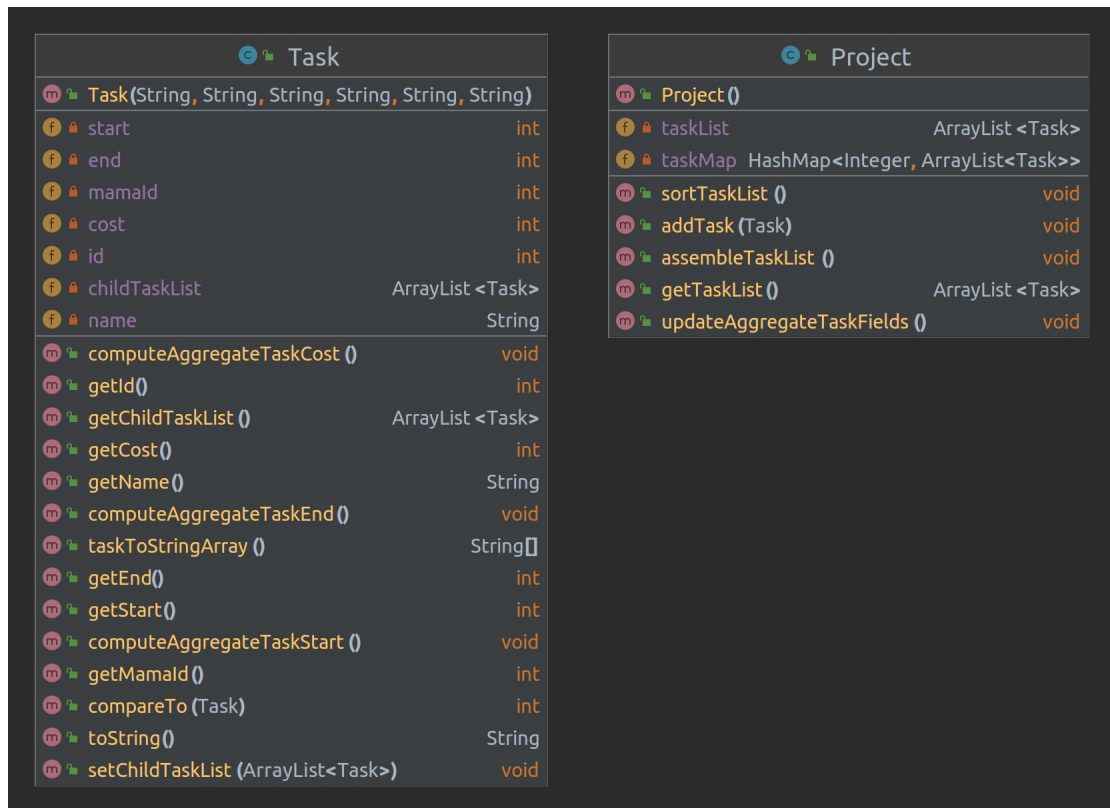 Task
Task(String, String, String, String, String, String)
start int
end int
mamaId int
cost int
id int
childTaskList ArrayList<Task>
name String
computeAggregateTaskCost() void
getId() int
getChildTaskList() ArrayList<Task>
getCost() int
getName() String
computeAggregateTaskEnd() void
taskToStringArray() String[]
getEnd() int
getStart() int
computeAggregateTaskStart() void
getMamaId() int
compareTo(Task) int
toString() String
setChildTaskList(ArrayList<Task>) void
Project
Project()
taskList ArrayList<Task>
taskMap HashMap<Integer, ArrayList<Task>>
sortTaskList() void
addTask(Task) void
assembleTaskList() void
getTaskList() ArrayList<Task>
updateAggregateTaskFields() void